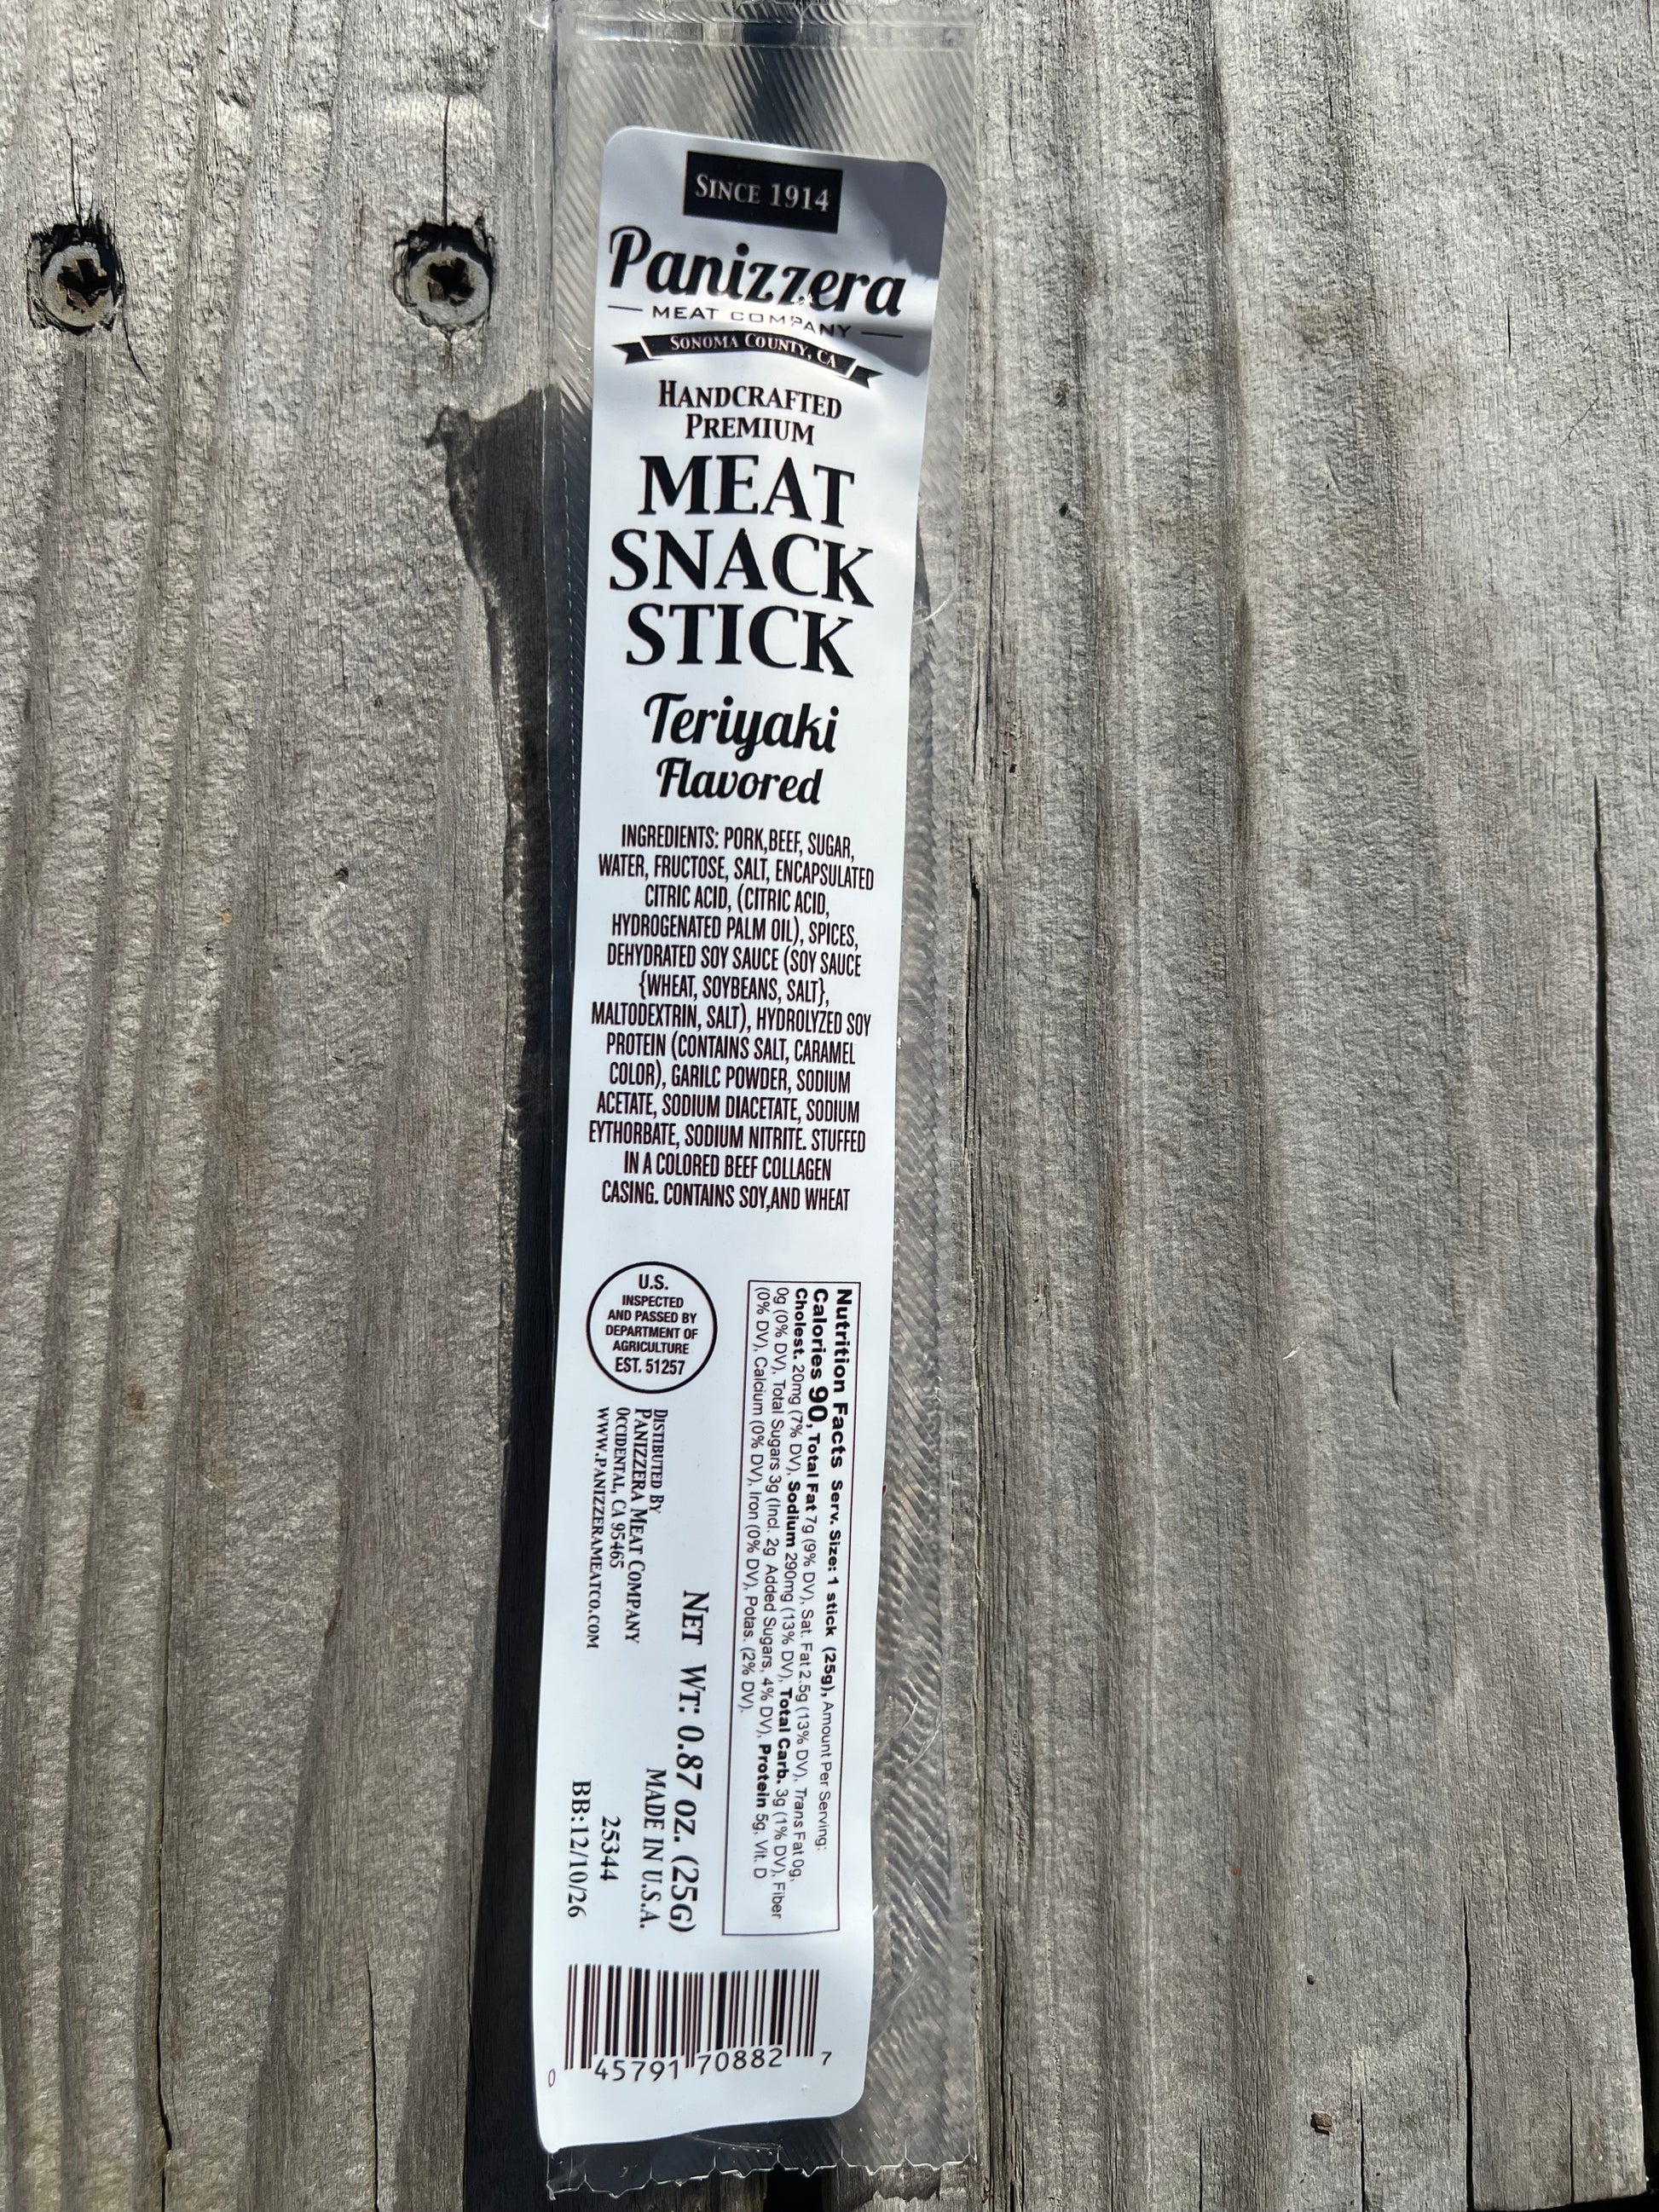 SINCE 1914
Panizzera
MEAT COMPANY
SONOMA COUNTY, CA
HANDCRAFTED
PREMIUM
MEAT
SNACK
STICK
Teriyaki
Flavored
INGREDIENTS: PORK,BEEF, SUGAR,
WATER, FRUCTOSE, SALT, ENCAPSULATED
CITRIC ACID, (CITRIC ACID,
HYDROGENATED PALM OIL), SPICES,
DEHYDRATED SOY SAUCE (SOY SAUCE
{WHEAT, SOYBEANS, SALT},
MALTODEXTRIN, SALT), HYDROLYZED SOY
PROTEIN (CONTAINS SALT, CARAMEL
COLOR), GARILC POWDER, SODIUM
ACETATE, SODIUM DIACETATE, SODIUM
EYTHORBATE, SODIUM NITRITE. STUFFED
IN A COLORED BEEF COLLAGEN
CASING. CONTAINS SOY,AND WHEAT
U.S.
INSPECTED
AND PASSED BY
DEPARTMENT OF
AGRICULTURE
EST. 51257
Nutrition Facts Serv. Size: 1 stick (25g), Amount Per Serving:
Calories 90, Total Fat 7g (9% DV), Sat. Fat 2.5g (13% DV), Trans Fat 0g,
Cholest. 20mg (7% DV), Sodium 290mg (13% DV), Total Carb. 3g (1% DV), Fiber
0g (0% DV), Total Sugars 3g (Incl. 2g Added Sugars, 4% DV), Protein 5g, Vit. D
(0% DV), Calcium (0% DV), Iron (0% DV), Potas. (2% DV).
DISTIBUTED BY
PANIZZERA MEAT COMPANY
OCCIDENTAL, CA 95465
WWW.PANIZZERAMEATCO.COM
NET WT: 0.87 OZ. (25G)
MADE IN U.S.A.
25344
BB:12/10/26
0 45791 70882 7